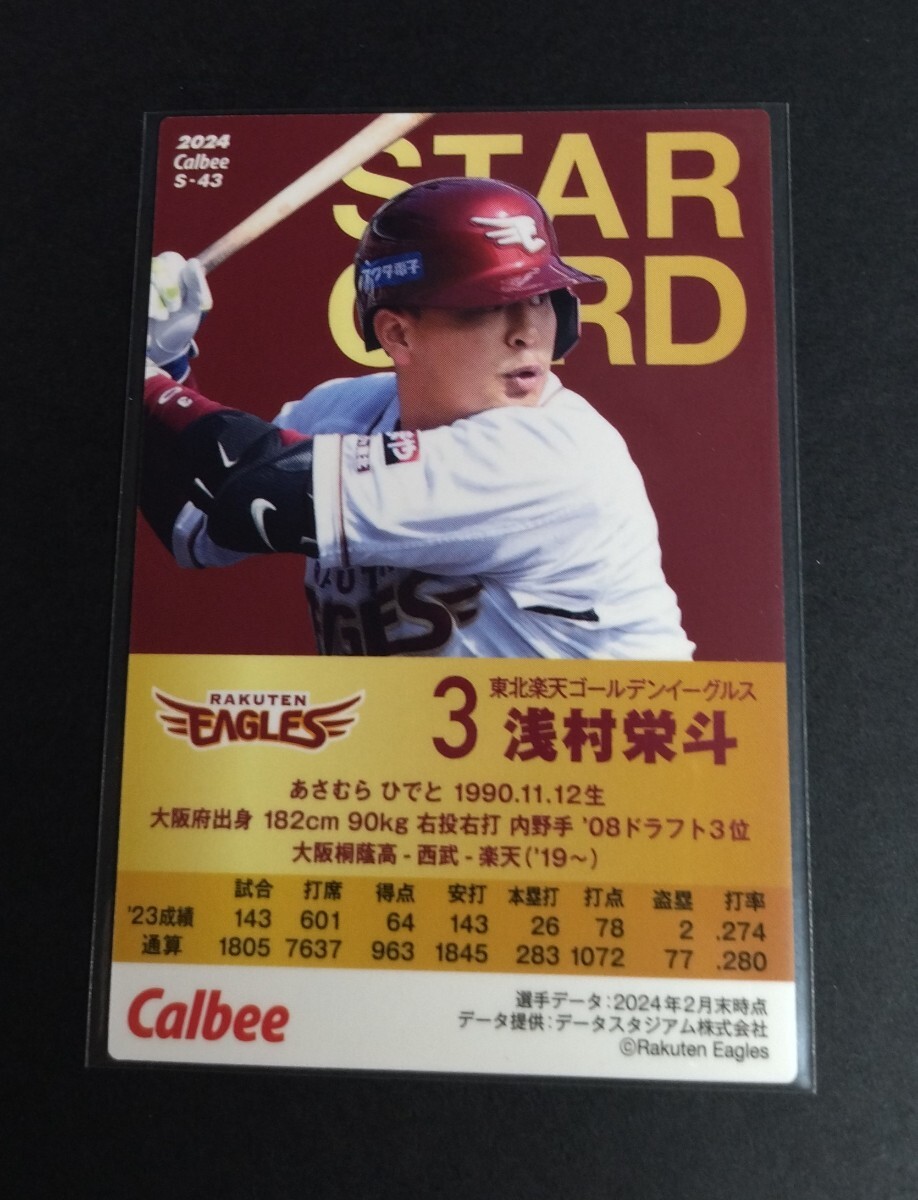 2024
Calbee
S-43
STAR
CARD
アクタ電子
RAKUTEN
EAGLES
3
東北楽天ゴールデンイーグルス
浅村栄斗
あさむら ひでと 1990.11.12生
大阪府出身 182cm 90kg 右投右打 内野手 '08ドラフト3位
大阪桐蔭高 - 西武 - 楽天('19～)
試合 打席 得点 安打 本塁打 打点 盗塁 打率
'23成績 143 601 64 143 26 78 2 .274
通算 1805 7637 963 1845 283 1072 77 .280
Calbee
選手データ:2024年2月末時点
データ提供:データスタジアム株式会社
©Rakuten Eagles